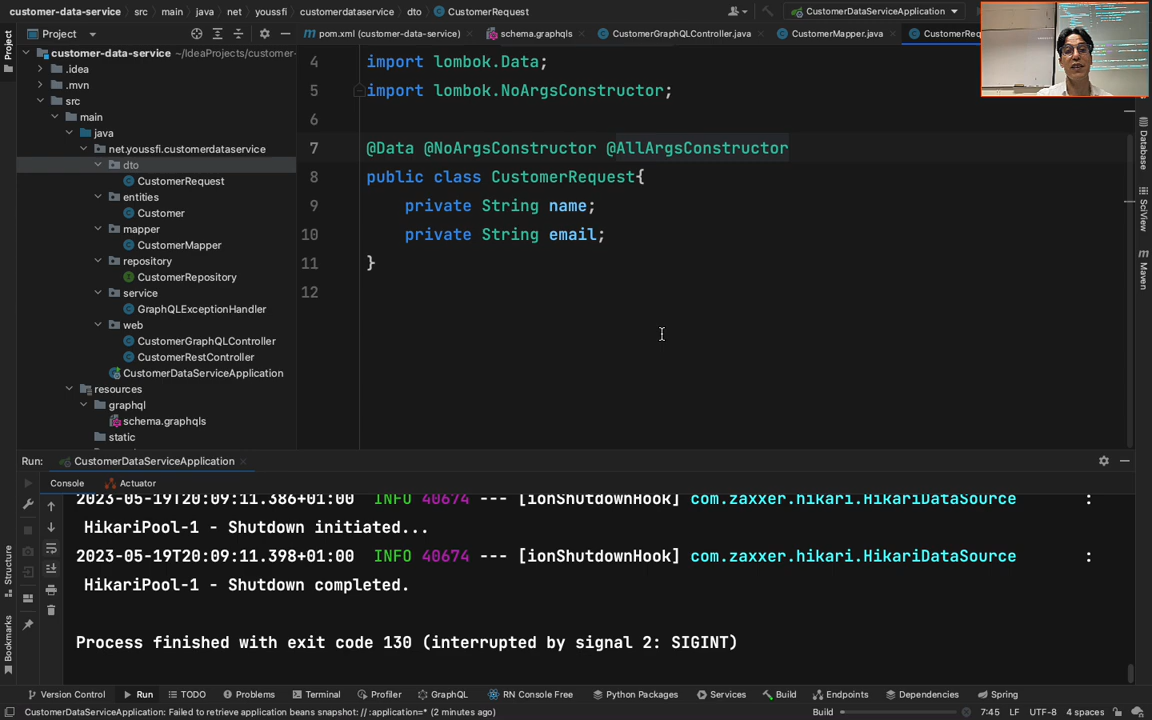 customer-data-service > src > main > java > net > youssfi > customerdataservice > dto > CustomerRequest
CustomerDataServiceApplication
Project
pom.xml (customer-data-service)
schema.graphqls
CustomerGraphQLController.java
CustomerMapper.java
CustomerReq
Project
customer-data-service ~/IdeaProjects/customer-
.idea
.mvn
src
main
java
net.youssfi.customerdataservice
dto
CustomerRequest
entities
Customer
mapper
CustomerMapper
repository
CustomerRepository
service
GraphQLExceptionHandler
web
CustomerGraphQLController
CustomerRestController
CustomerDataServiceApplication
resources
graphql
schema.graphqls
static
4 import lombok.Data;
5 import lombok.NoArgsConstructor;
6
7 @Data @NoArgsConstructor @AllArgsConstructor
8 public class CustomerRequest{
9 private String name;
10 private String email;
11 }
12
Database
SciView
Maven
Run: CustomerDataServiceApplication
Console Actuator
2023-05-19T20:09:11.386+01:00 INFO 40674 --- [ionShutdownHook] com.zaxxer.hikari.HikariDataSource :
HikariPool-1 - Shutdown initiated...
2023-05-19T20:09:11.398+01:00 INFO 40674 --- [ionShutdownHook] com.zaxxer.hikari.HikariDataSource :
HikariPool-1 - Shutdown completed.
Process finished with exit code 130 (interrupted by signal 2: SIGINT)
Structure
Bookmarks
Version Control Run TODO Problems Terminal Profiler GraphQL RN Console Free Python Packages Services Build Endpoints Dependencies Spring
CustomerDataServiceApplication: Failed to retrieve application beans snapshot: // :application=* (2 minutes ago) Build 7:45 LF UTF-8 4 spaces